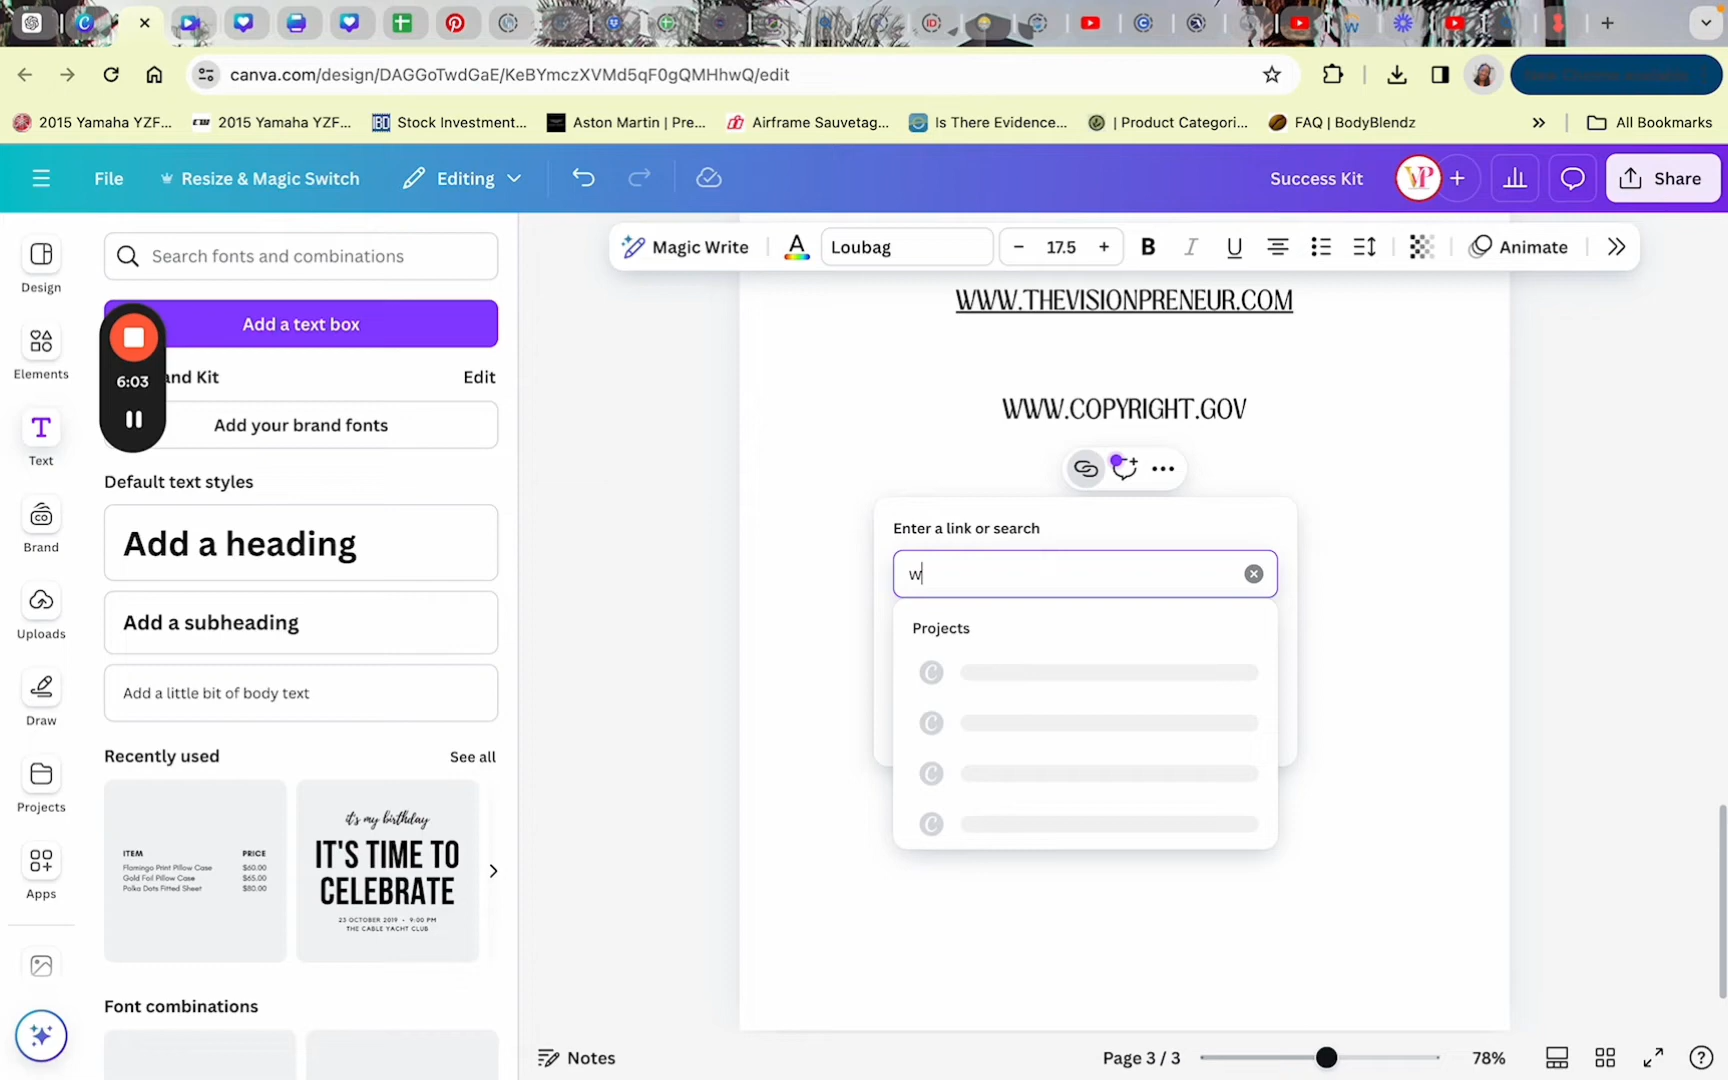 canva.com/design/DAGGoTwdGaE/KeBYmczXVMd5qF0gQMHhwQ/edit
2015 Yamaha YZF...
2015 Yamaha YZF...
Stock Investment...
Aston Martin | Pre...
Airframe Sauvetag...
Is There Evidence...
| Product Categori...
FAQ | BodyBlendz
All Bookmarks
File
Resize & Magic Switch
Editing
Success Kit
Share
Design
Elements
Text
Brand
Uploads
Draw
Projects
Apps
Search fonts and combinations
Add a text box
6:03
and Kit
Edit
Add your brand fonts
Default text styles
Add a heading
Add a subheading
Add a little bit of body text
Recently used
See all
ITEM PRICE
Flamingo Print Pillow Case $60.00
Gold Foil Pillow Case $65.00
Polka Dots Fitted Sheet $80.00
it's my birthday
IT'S TIME TO
CELEBRATE
23 OCTOBER 2019 • 9:00 PM
THE CABLE YACHT CLUB
Font combinations
Magic Write
Loubag
17.5
Animate
WWW.THEVISIONPRENEUR.COM
WWW.COPYRIGHT.GOV
Enter a link or search
w
Projects
Notes
Page 3 / 3
78%